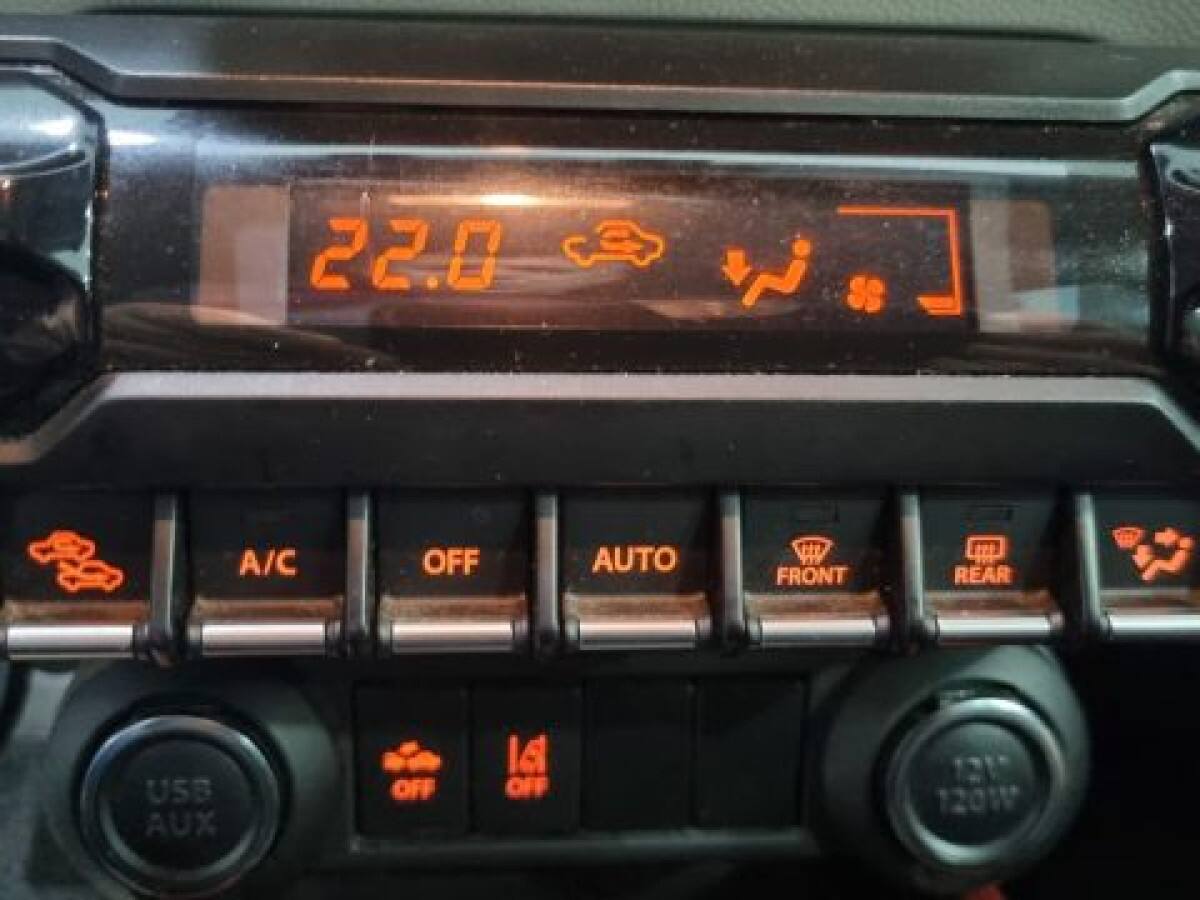 22.0
A/C
OFF
AUTO
FRONT
REAR
OFF
OFF
USB
AUX
12V
120W